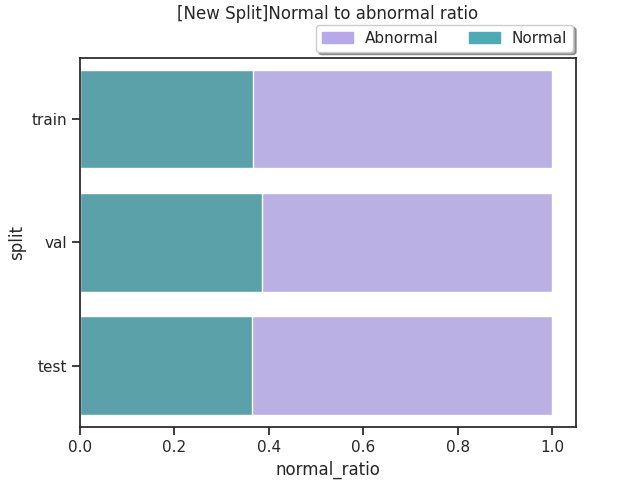 [New Split]Normal to abnormal ratio
Abnormal Normal
train
val
test
split
0.0 0.2 0.4 0.6 0.8 1.0
normal_ratio